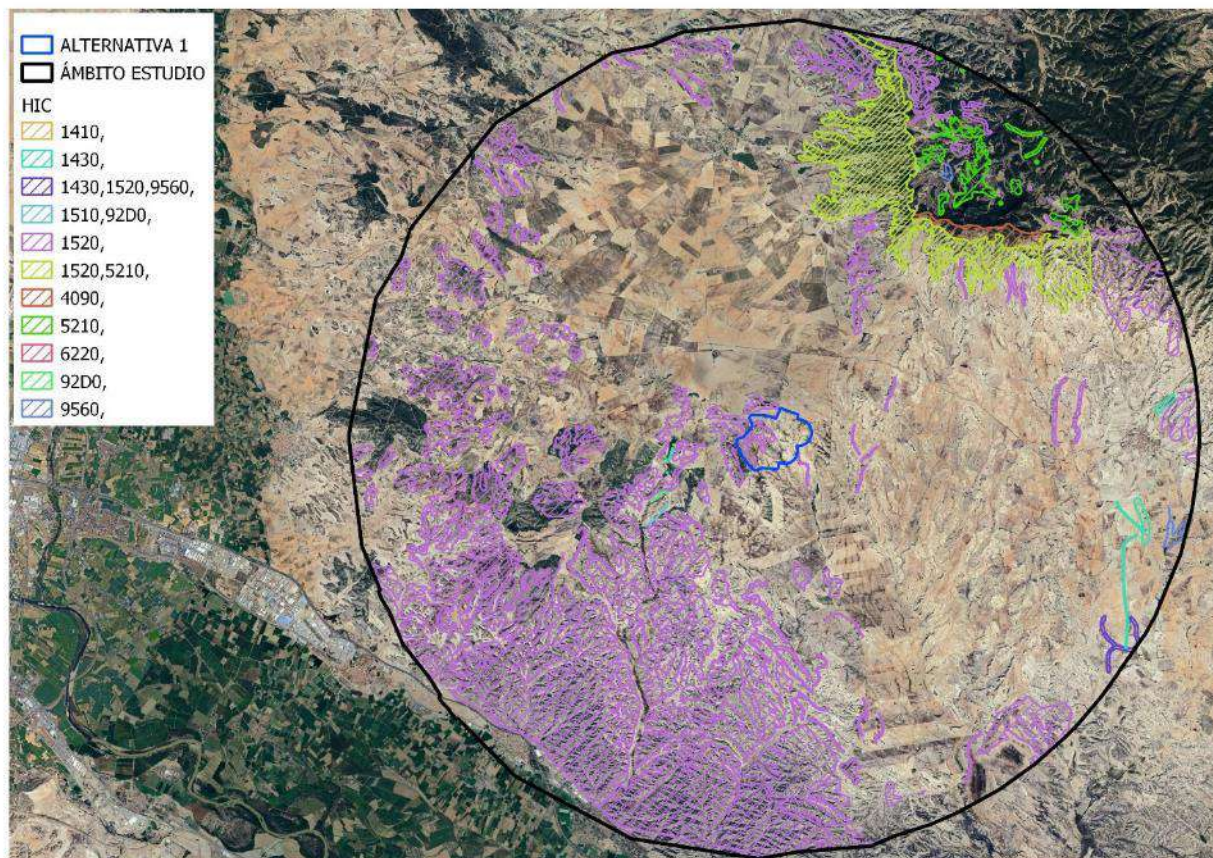 ALTERNATIVA 1
ÁMBITO ESTUDIO
HIC
1410,
1430,
1430,1520,9560,
1510,92D0,
1520,
1520,5210,
4090,
5210,
6220,
92D0,
9560,